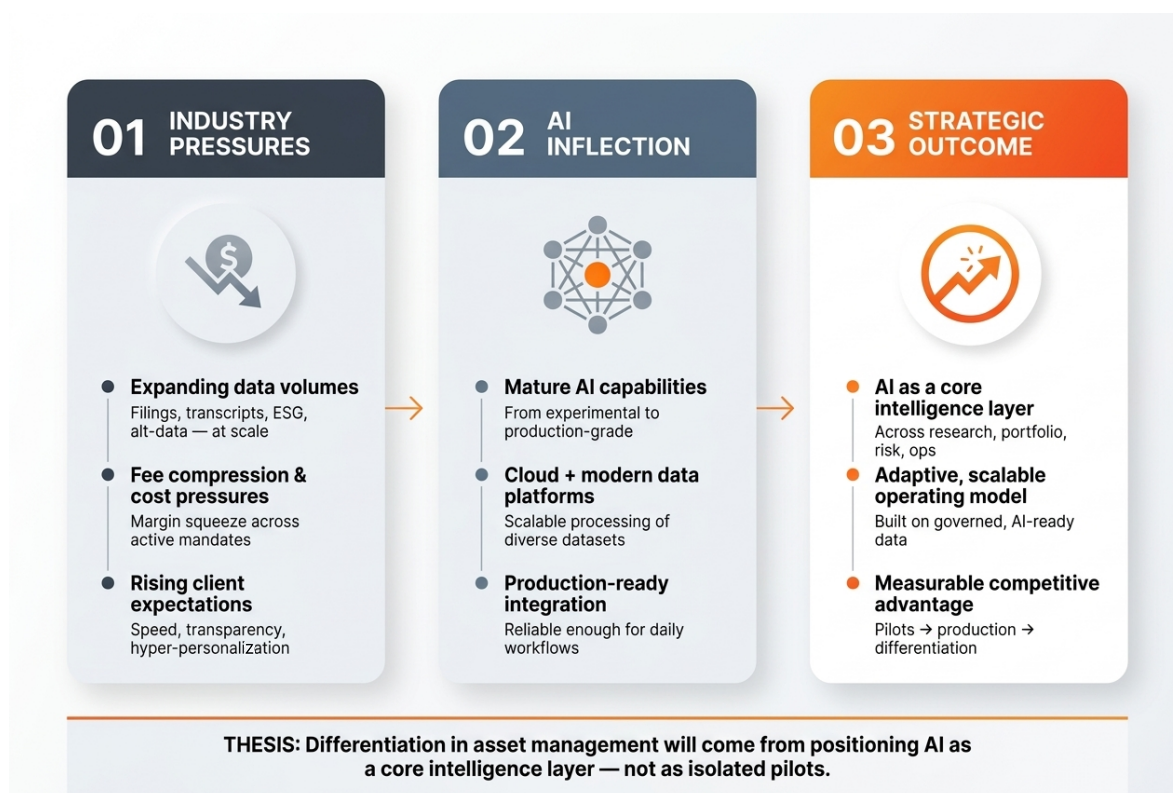 01 INDUSTRY
PRESSURES
$
Expanding data volumes
Filings, transcripts, ESG,
alt-data — at scale
Fee compression &
cost pressures
Margin squeeze across
active mandates
Rising client
expectations
Speed, transparency,
hyper-personalization
02 AI
INFLECTION
Mature AI capabilities
From experimental to
production-grade
Cloud + modern data
platforms
Scalable processing of
diverse datasets
Production-ready
integration
Reliable enough for daily
workflows
03 STRATEGIC
OUTCOME
AI as a core
intelligence layer
Across research, portfolio,
risk, ops
Adaptive, scalable
operating model
Built on governed, AI-ready
data
Measurable competitive
advantage
Pilots → production →
differentiation
THESIS: Differentiation in asset management will come from positioning AI as
a core intelligence layer — not as isolated pilots.